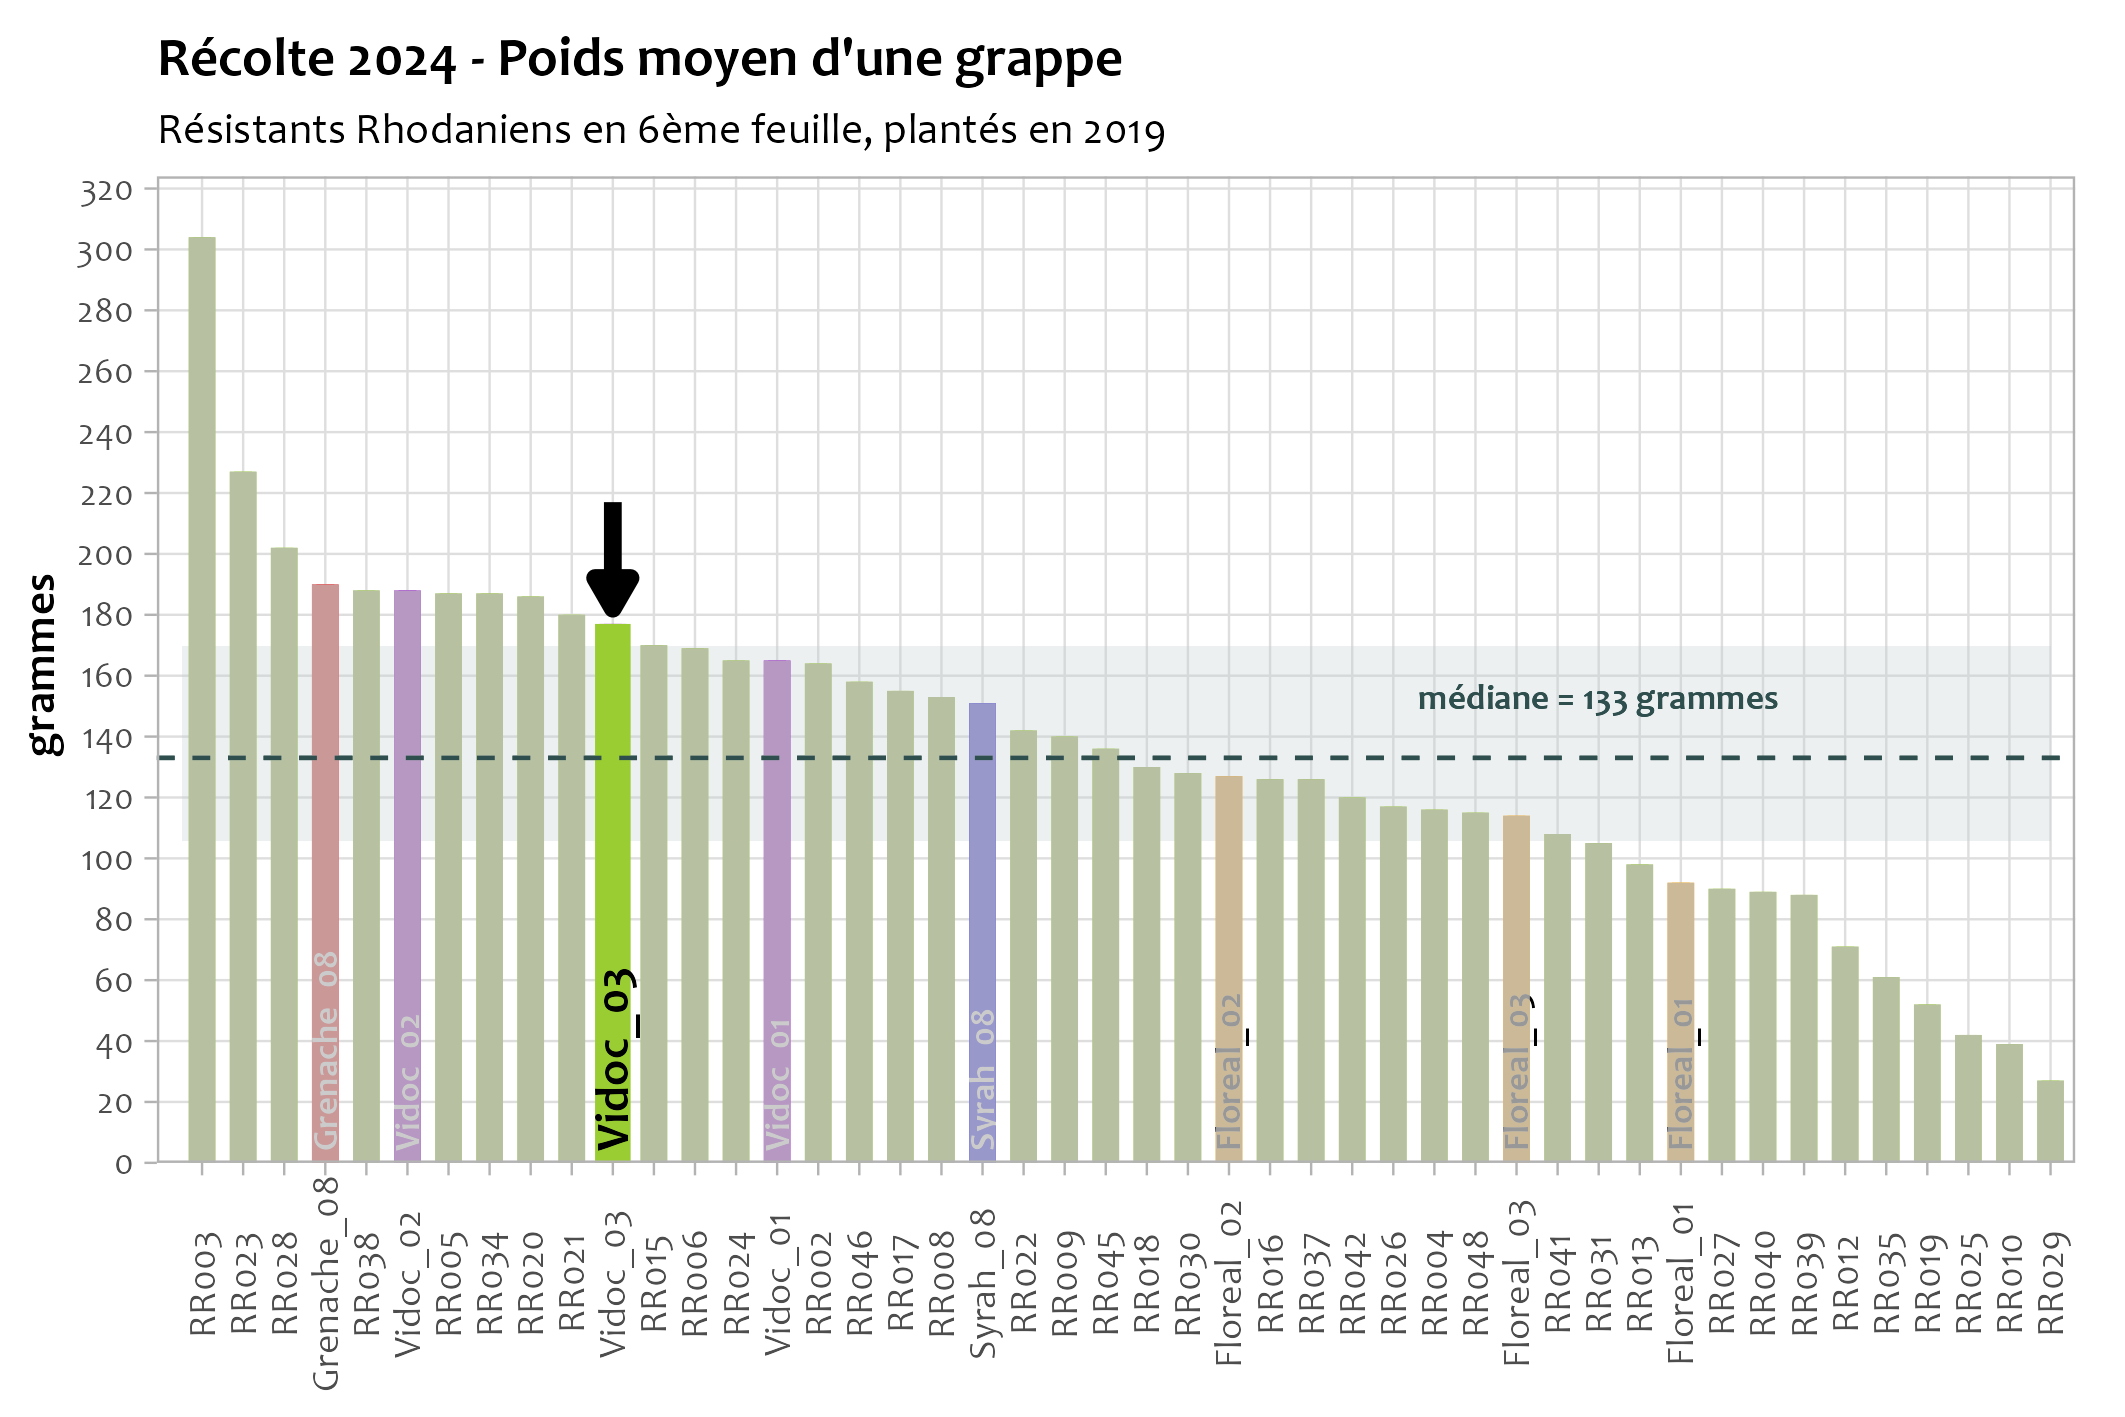 Récolte 2024 - Poids moyen d'une grappe
Résistants Rhodaniens en 6ème feuille, plantés en 2019
grammes
320
300
280
260
240
220
200
180
160
140
120
100
80
60
40
20
0
médiane = 133 grammes
Grenache_08
Vidoc_02
Vidoc_03
Vidoc_01
Syrah_08
Floreal_02
Floreal_03
Floreal_01
RR003
RR023
RR028
Grenache_08
RR038
Vidoc_02
RR005
RR034
RR020
RR021
Vidoc_03
RR015
RR006
RR024
Vidoc_01
RR002
RR046
RR017
RR008
Syrah_08
RR022
RR009
RR045
RR018
RR030
Floreal_02
RR016
RR037
RR042
RR026
RR004
RR048
Floreal_03
RR041
RR031
RR013
Floreal_01
RR027
RR040
RR039
RR012
RR035
RR019
RR025
RR010
RR029